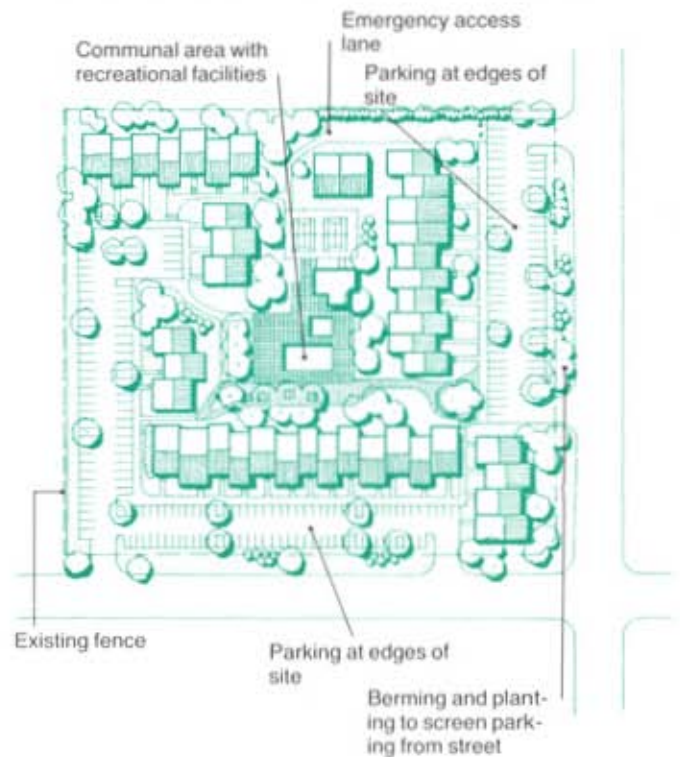 Emergency access
lane
Communal area with
recreational facilities
Parking at edges of
site
Existing fence
Parking at edges of
site
Berming and plant-
ing to screen park-
ing from street